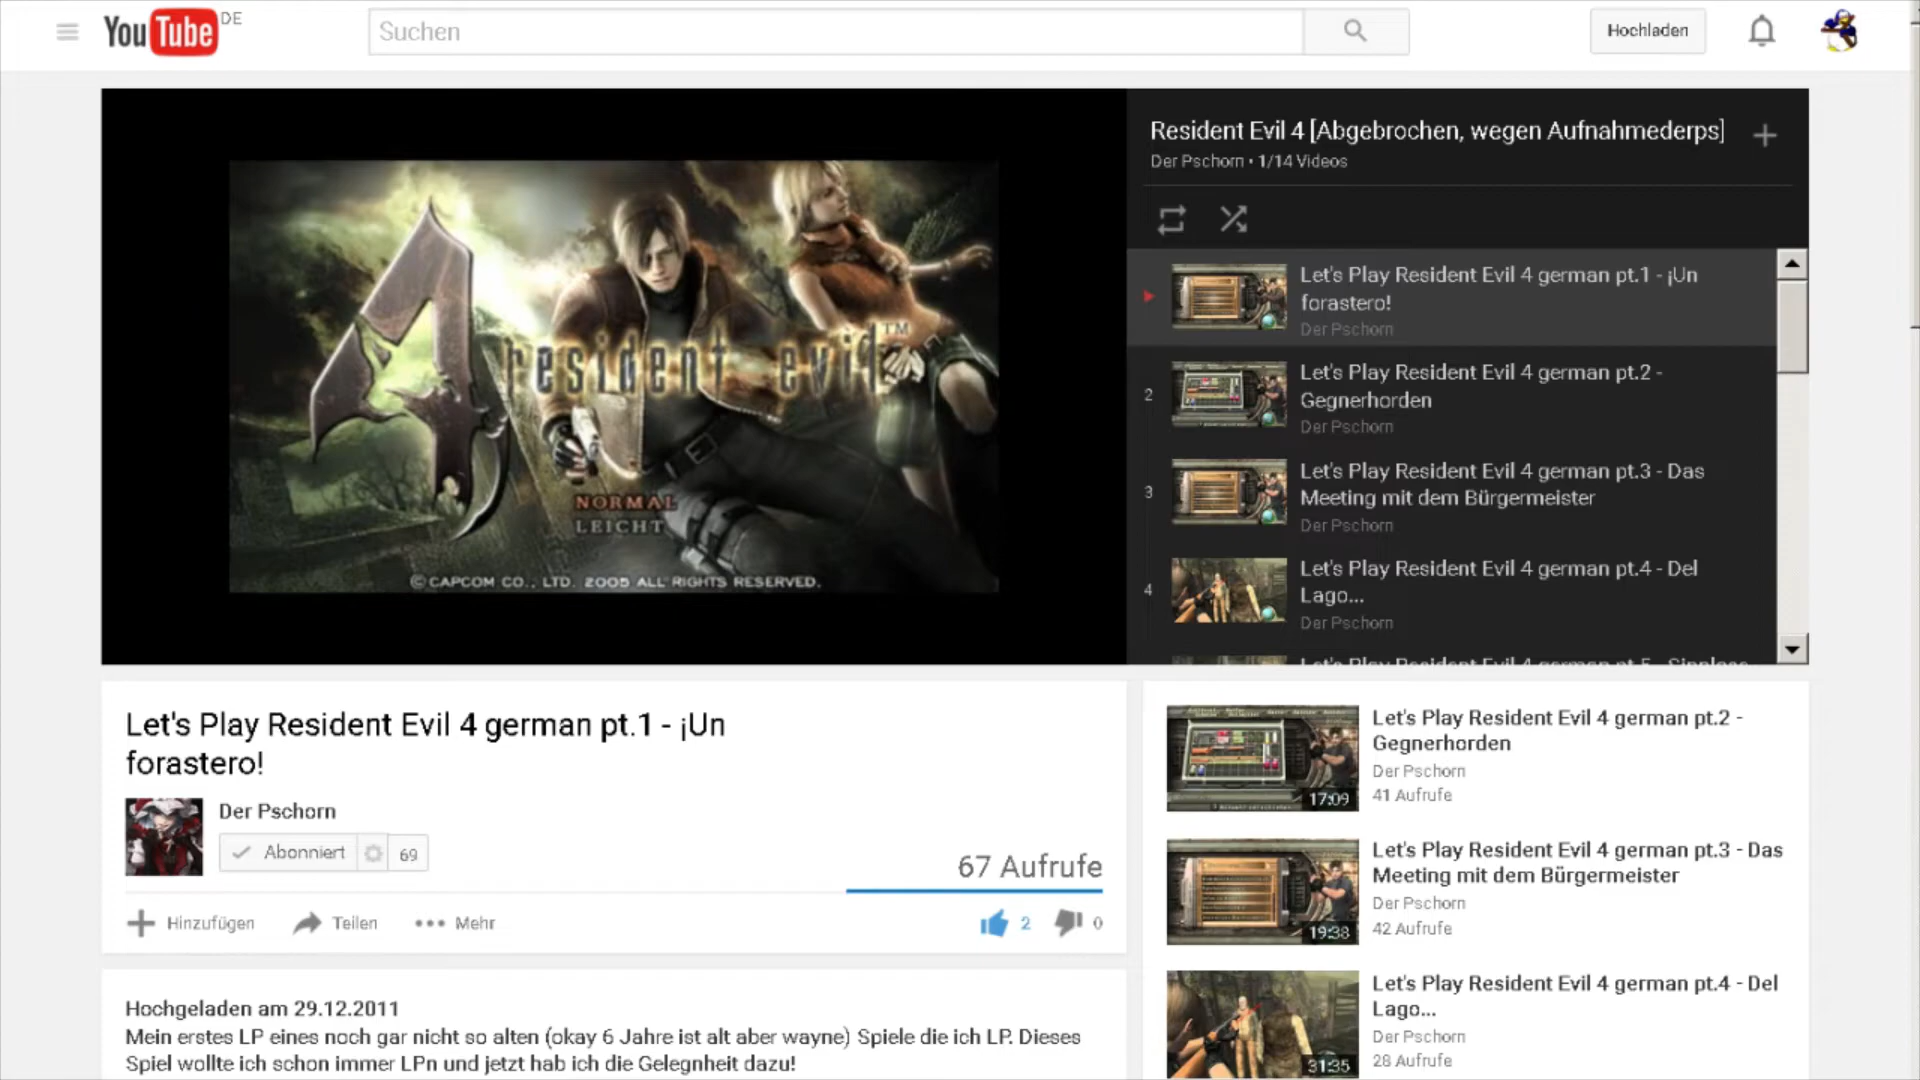 YouTube DE
Suchen
Hochladen
Resident Evil 4 [Abgebrochen, wegen Aufnahmederps]
Der Pschorn • 1/14 Videos
4
resident evil™
NORMAL
LEICHT
© CAPCOM CO., LTD. 2005 ALL RIGHTS RESERVED.
Let's Play Resident Evil 4 german pt.1 - ¡Un
forastero!
Der Pschorn
2
Let's Play Resident Evil 4 german pt.2 -
Gegnerhorden
Der Pschorn
3
Let's Play Resident Evil 4 german pt.3 - Das
Meeting mit dem Bürgermeister
Der Pschorn
4
Let's Play Resident Evil 4 german pt.4 - Del
Lago...
Der Pschorn
Let's Play Resident Evil 4 german pt.5 - Sinnlose
Let's Play Resident Evil 4 german pt.1 - ¡Un
forastero!
Der Pschorn
Abonniert 69
67 Aufrufe
Hinzufügen Teilen Mehr 2 0
Hochgeladen am 29.12.2011
Mein erstes LP eines noch gar nicht so alten (okay 6 Jahre ist alt aber wayne) Spiele die ich LP. Dieses
Spiel wollte ich schon immer LPn und jetzt hab ich die Gelegnheit dazu!
Let's Play Resident Evil 4 german pt.2 -
Gegnerhorden
Der Pschorn
41 Aufrufe
17:09
Let's Play Resident Evil 4 german pt.3 - Das
Meeting mit dem Bürgermeister
Der Pschorn
42 Aufrufe
19:38
Let's Play Resident Evil 4 german pt.4 - Del
Lago...
Der Pschorn
28 Aufrufe
31:35